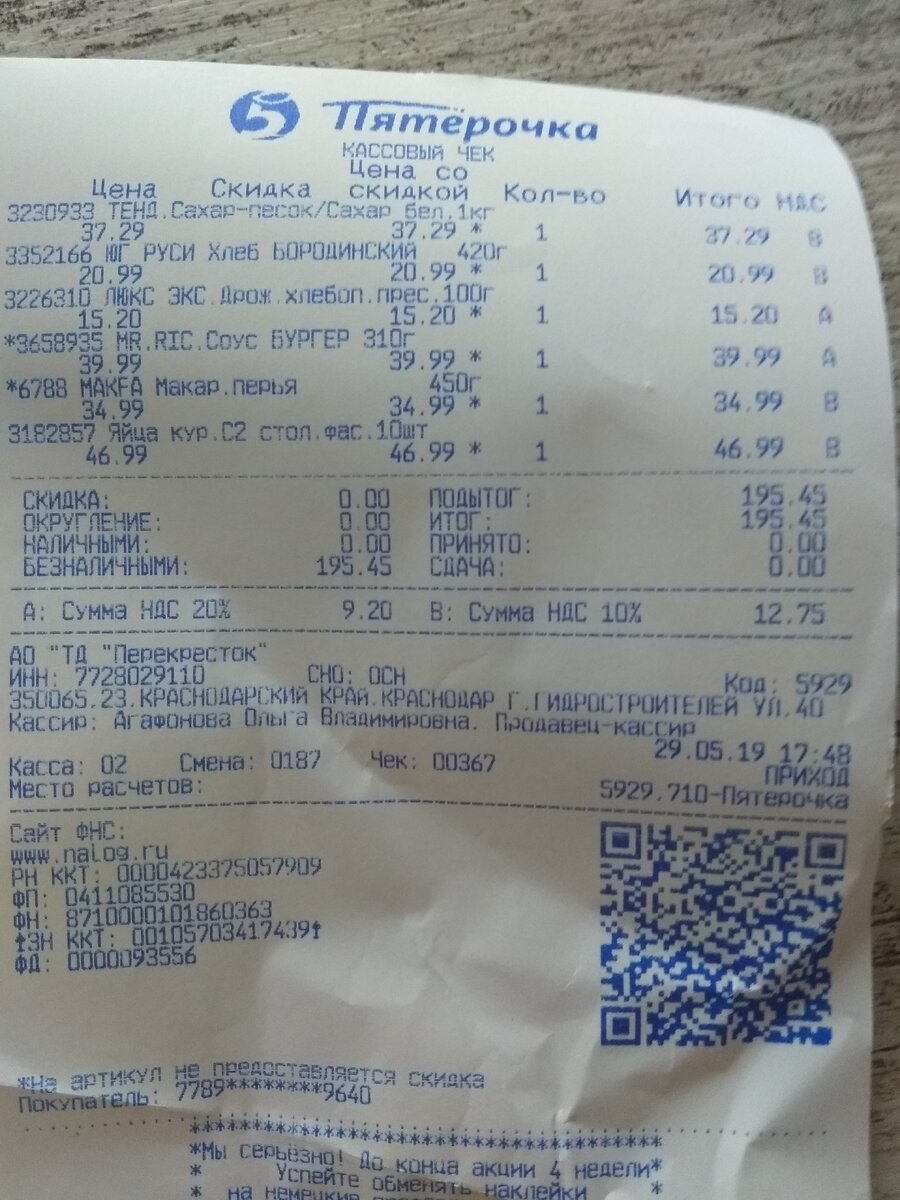 5 Пятёрочка
КАССОВЫЙ ЧЕК
Цена Скидка Цена со скидкой Кол-во Итого НДС
3230933 ТЕНД.Сахар-песок/Сахар бел.1кг
37.29 37.29 * 1 37.29 В
3352166 ЮГ РУСИ Хлеб БОРОДИНСКИЙ 420г
20.99 20.99 * 1 20.99 В
3226310 ЛЮКС ЭКС.Дрож.хлебоп.прес.100г
15.20 15.20 * 1 15.20 А
*3658935 MR.RIC.Соус БУРГЕР 310г
39.99 39.99 * 1 39.99 А
*6788 МАКFА Макар.перья 450г
34.99 34.99 * 1 34.99 В
3182857 Яйца кур.С2 стол.фас.10шт
46.99 46.99 * 1 46.99 В
СКИДКА: 0.00 ПОДЫТОГ: 195.45
ОКРУГЛЕНИЕ: 0.00 ИТОГ: 195.45
НАЛИЧНЫМИ: 0.00 ПРИНЯТО: 0.00
БЕЗНАЛИЧНЫМИ: 195.45 СДАЧА: 0.00
А: Сумма НДС 20% 9.20 В: Сумма НДС 10% 12.75
АО "ТД "Перекресток"
ИНН: 7728029110 СНО: ОСН Код: 5929
350065.23.КРАСНОДАРСКИЙ КРАЙ.КРАСНОДАР Г.ГИДРОСТРОИТЕЛЕЙ УЛ.40
Кассир: Агафонова Ольга Владимировна. Продавец-кассир
29.05.19 17:48
Касса: 02 Смена: 0187 Чек: 00367
ПРИХОД
Место расчетов: 5929.710-Пятерочка
Сайт ФНС:
www.nalog.ru
РН ККТ: 0000423375057909
ФП: 0411085530
ФН: 8710000101860363
↑ЗН ККТ: 00105703417439↑
ФД: 0000093556
*На артикул не предоставляется скидка
Покупатель: 7789********9640
****************************************
*Мы серьёзно! До конца акции 4 недели*
* Успейте обменять наклейки *
* на немецкие